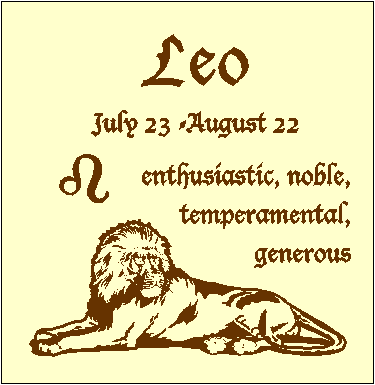 Leo
July 23 -August 22
♌ enthusiastic, noble,
temperamental,
generous